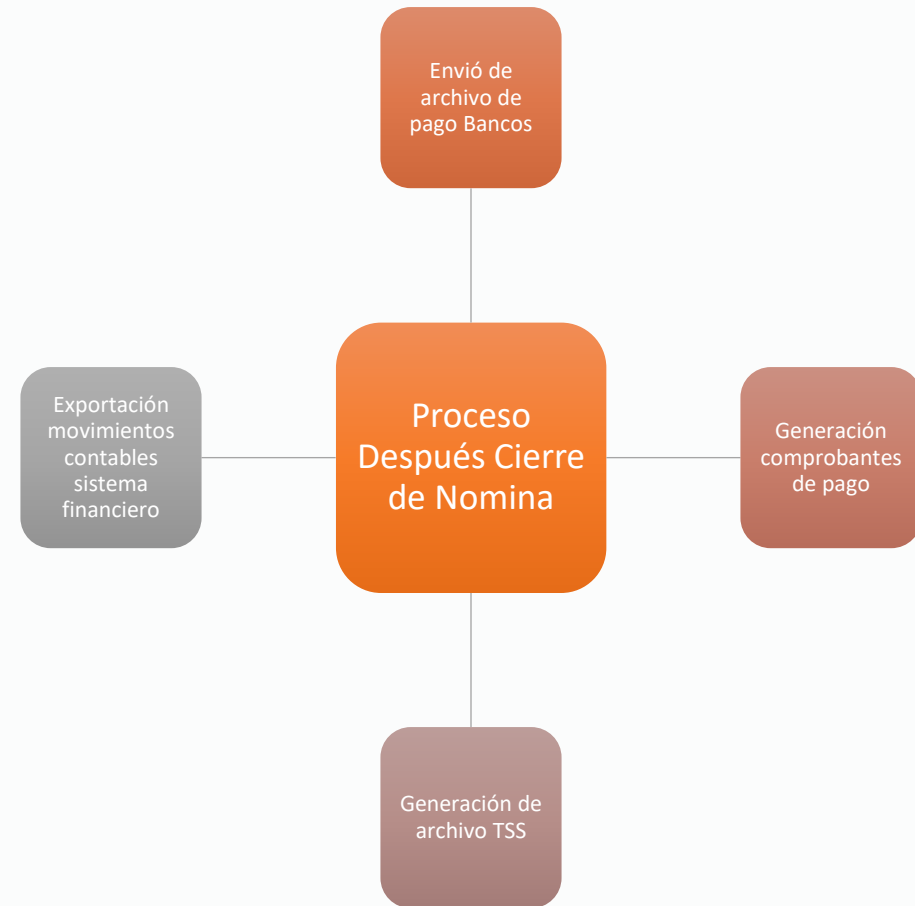 Envió de
archivo de
pago Bancos
Exportación
movimientos
contables
sistema
financiero
Proceso
Después Cierre
de Nomina
Generación
comprobantes
de pago
Generación de
archivo TSS